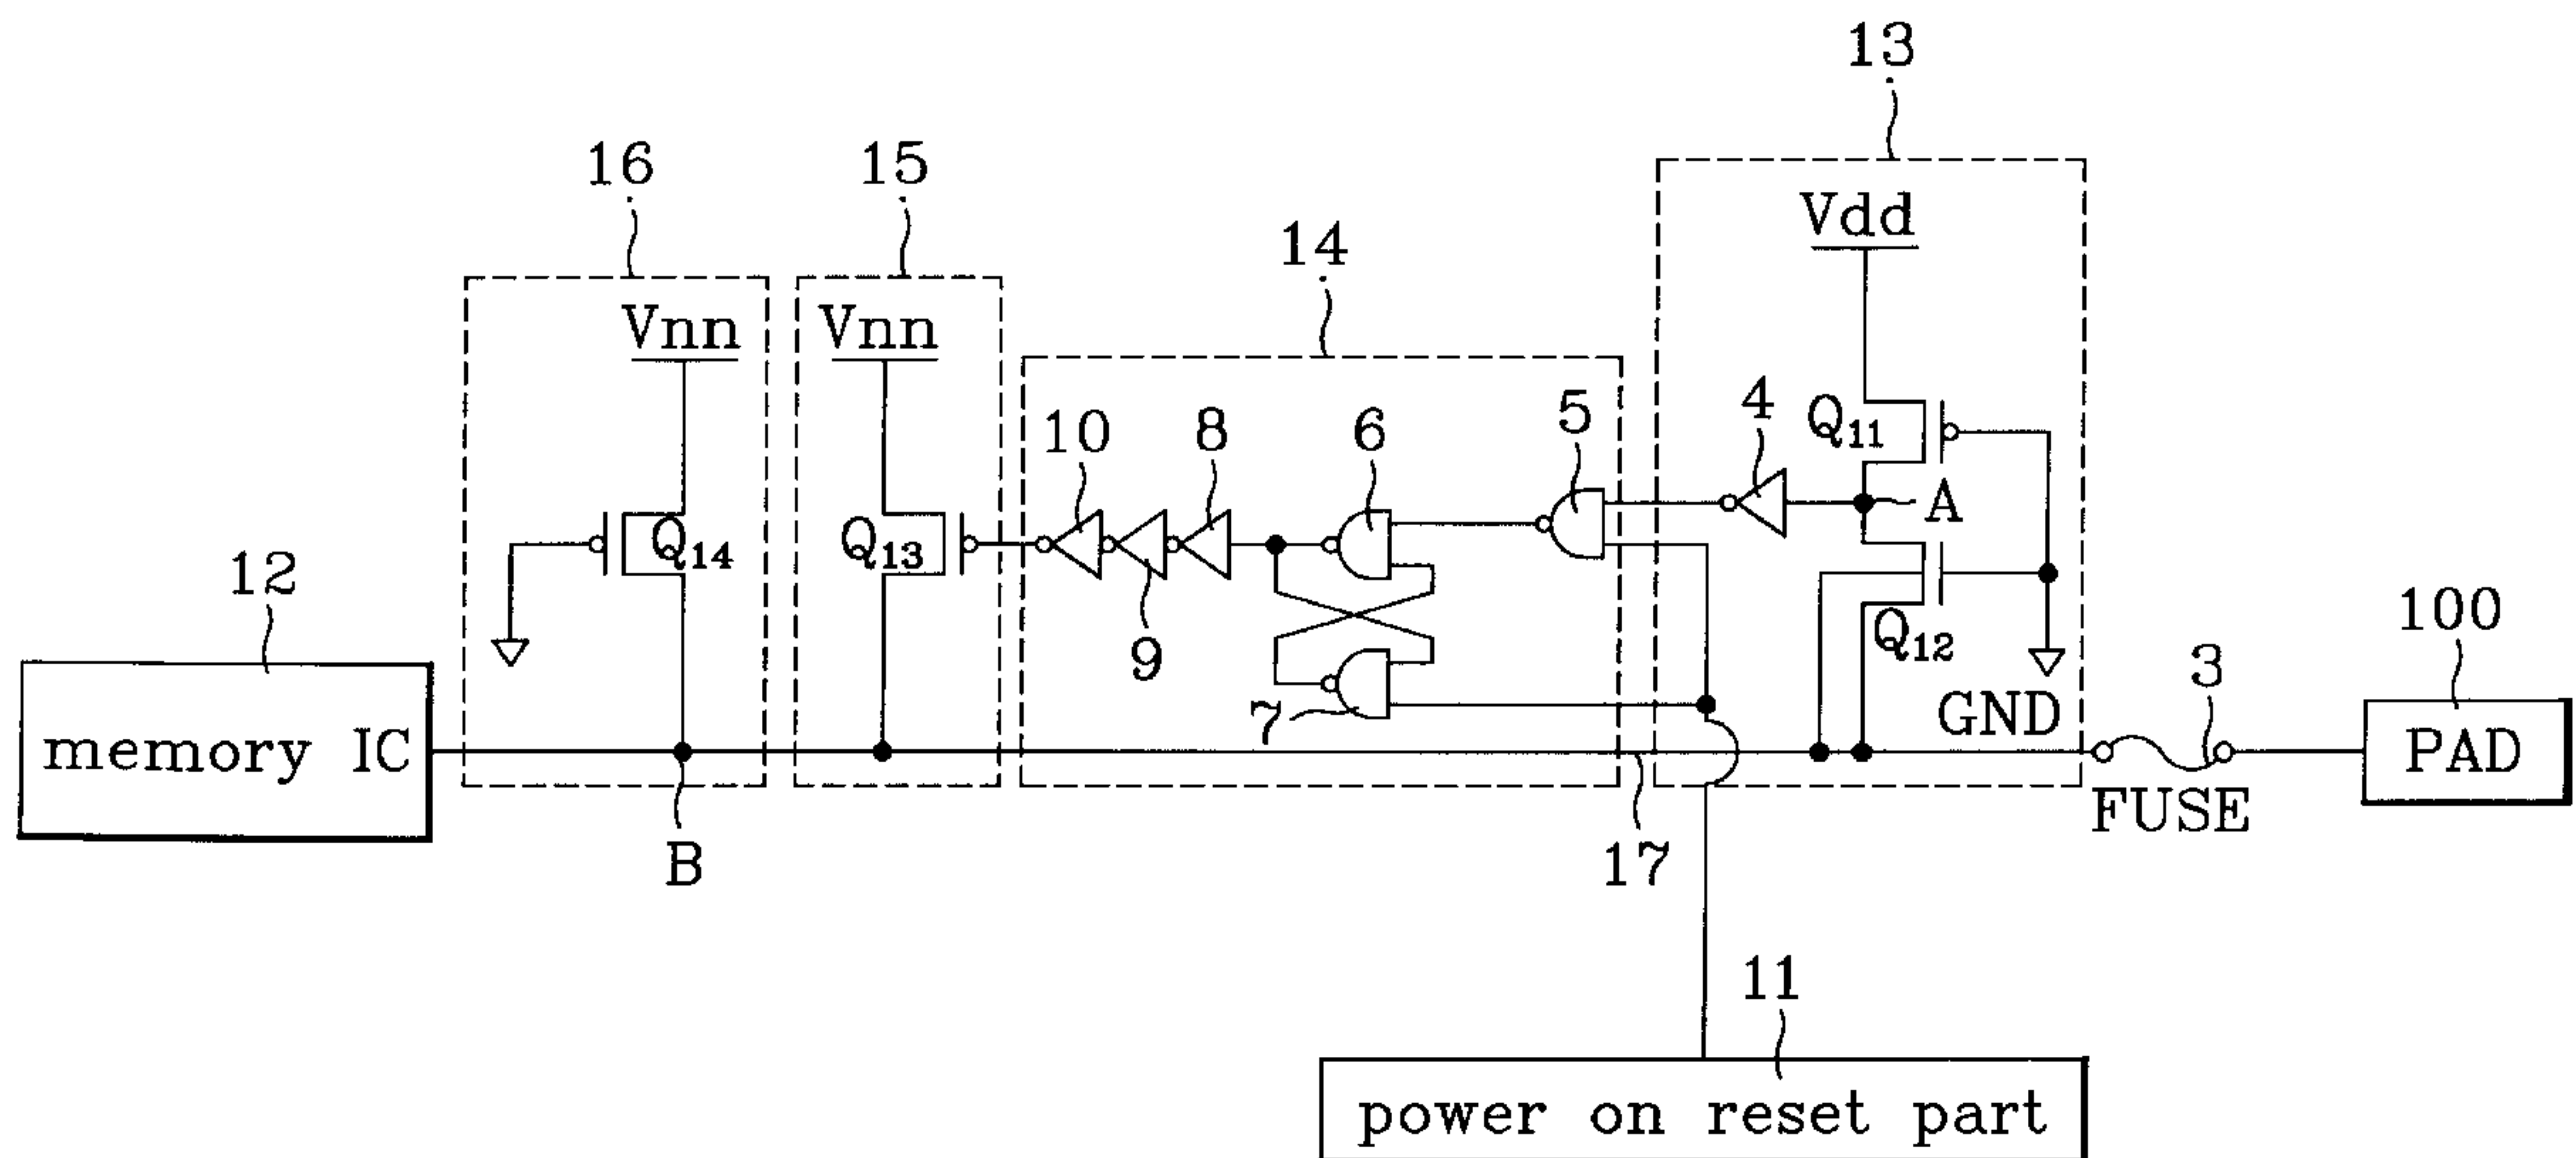 13
16
15
Vdd
14
Vnn
Vnn
4
5
Q11
10
8
6
A
Q14
Q13
12
9
Q12
100
3
7
GND
memory IC
PAD
FUSE
B
17
11
power on reset part